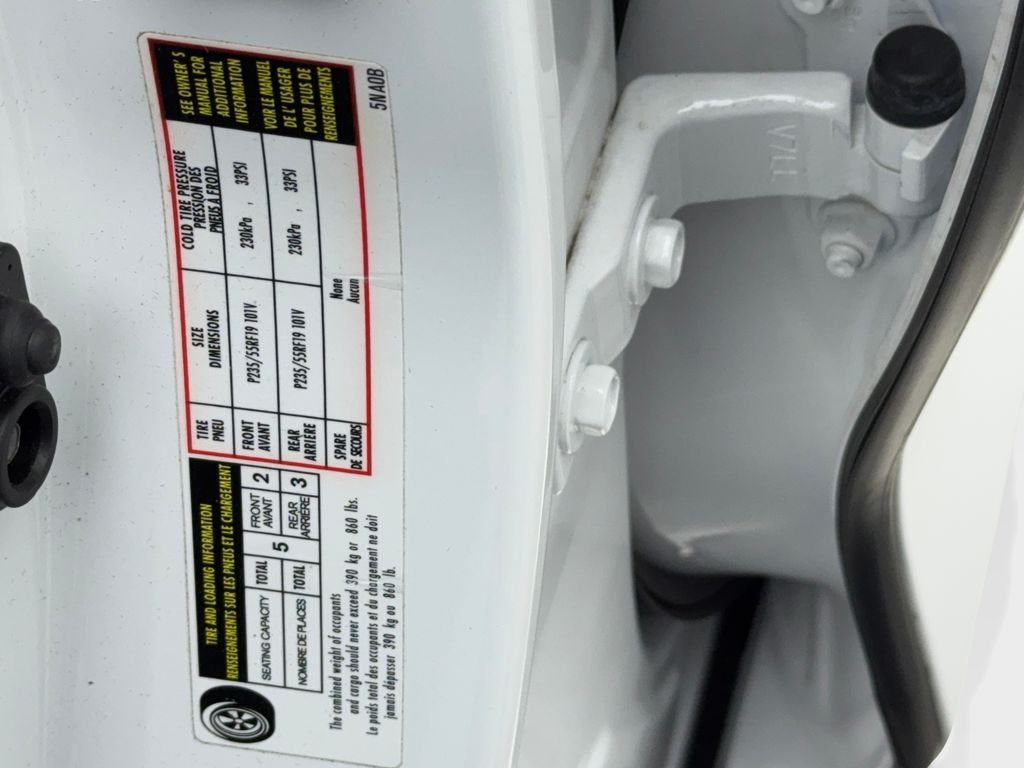 TIRE AND LOADING INFORMATION
RENSEIGNEMENTS SUR LES PNEUS ET LE CHARGEMENT
SEATING CAPACITY TOTAL 5 FRONT AVANT 2
NOMBRE DE PLACES TOTAL REAR ARRIÈRE 3
The combined weight of occupants
and cargo should never exceed 390 kg or 860 lbs.
Le poids total des occupants et du chargement ne doit
jamais dépasser 390 kg ou 860 lb.
TIRE SIZE COLD TIRE PRESSURE
PNEU DIMENSIONS PRESSION DES
PNEUS À FROID
FRONT AVANT P235/55RF19 101V 230kPa , 33PSI
REAR ARRIÈRE P235/55RF19 101V 230kPa , 33PSI
SPARE None
DE SECOURS Aucun
SEE OWNER'S
MANUAL FOR
ADDITIONAL
INFORMATION
VOIR LE MANUEL
DE L'USAGER
POUR PLUS DE
RENSEIGNEMENTS
5NA0B